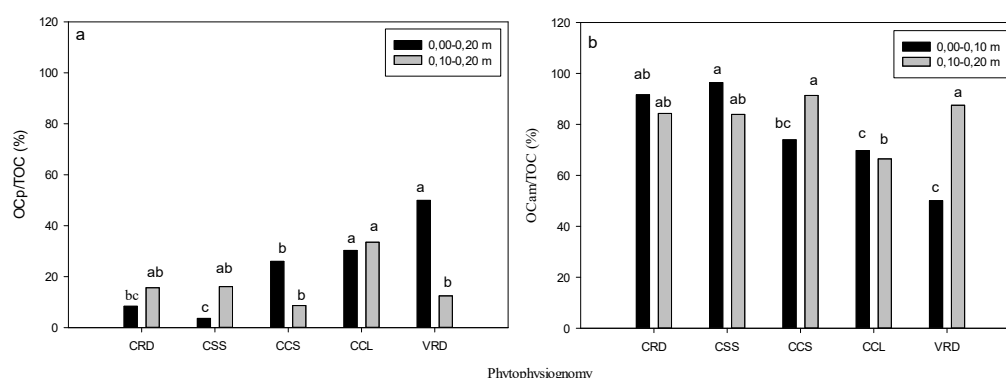 a
0,00-0,20 m
0,10-0,20 m
OCp/TOC (%)
120
100
80
60
40
20
0
bc
ab
c
ab
b
b
a
a
a
b
CRD
CSS
CCS
CCL
VRD
b
0,00-0,10 m
0,10-0,20 m
OCam/TOC (%)
120
100
80
60
40
20
0
ab
ab
a
ab
bc
a
c
b
c
a
CRD
CSS
CCS
CCL
VRD
Phytophysiognomy